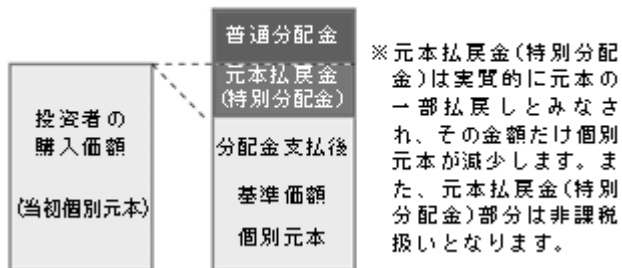 普通分配金
元本払戻金
(特別分配金)
投資者の
購入価額
(当初個別元本)
分配金支払後
基準価額
個別元本
※元本払戻金(特別分配
金)は実質的に元本の
一部払戻しとみなさ
れ、その金額だけ個別
元本が減少します。ま
た、元本払戻金(特別
分配金)部分は非課税
扱いとなります。